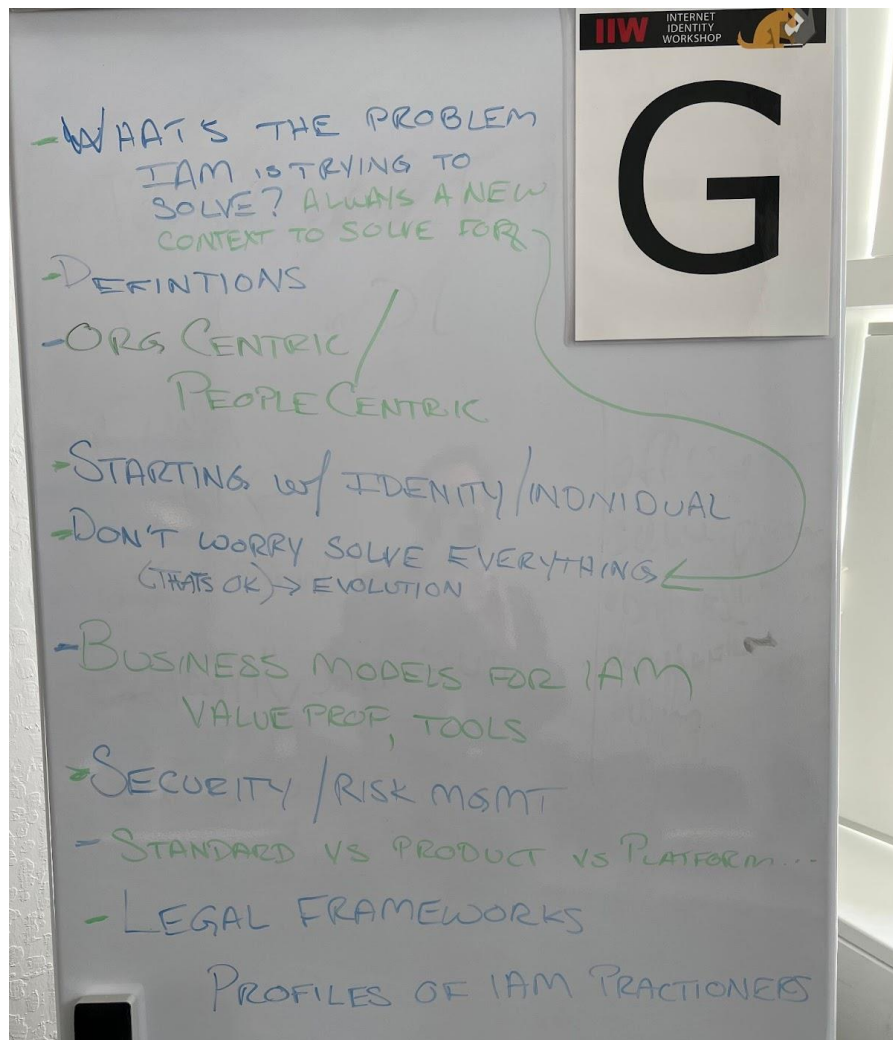 IIW INTERNET
IDENTITY
WORKSHOP
G
- WHATS THE PROBLEM
IAM IS TRYING TO
SOLVE? ALWAYS A NEW
CONTEXT TO SOLVE FOR
- DEFINTIONS
- ORG CENTRIC /
PEOPLE CENTRIC
- STARTING w/ IDENITY/INDIVIDUAL
- DON'T WORRY SOLVE EVERYTHING
(THATS OK) → EVOLUTION
- BUSINESS MODELS FOR IAM
VALUE PROP, TOOLS
- SECURITY / RISK MGMT
- STANDARD VS PRODUCT VS PLATFORM...
- LEGAL FRAMEWORKS
PROFILES OF IAM PRACTIONERS